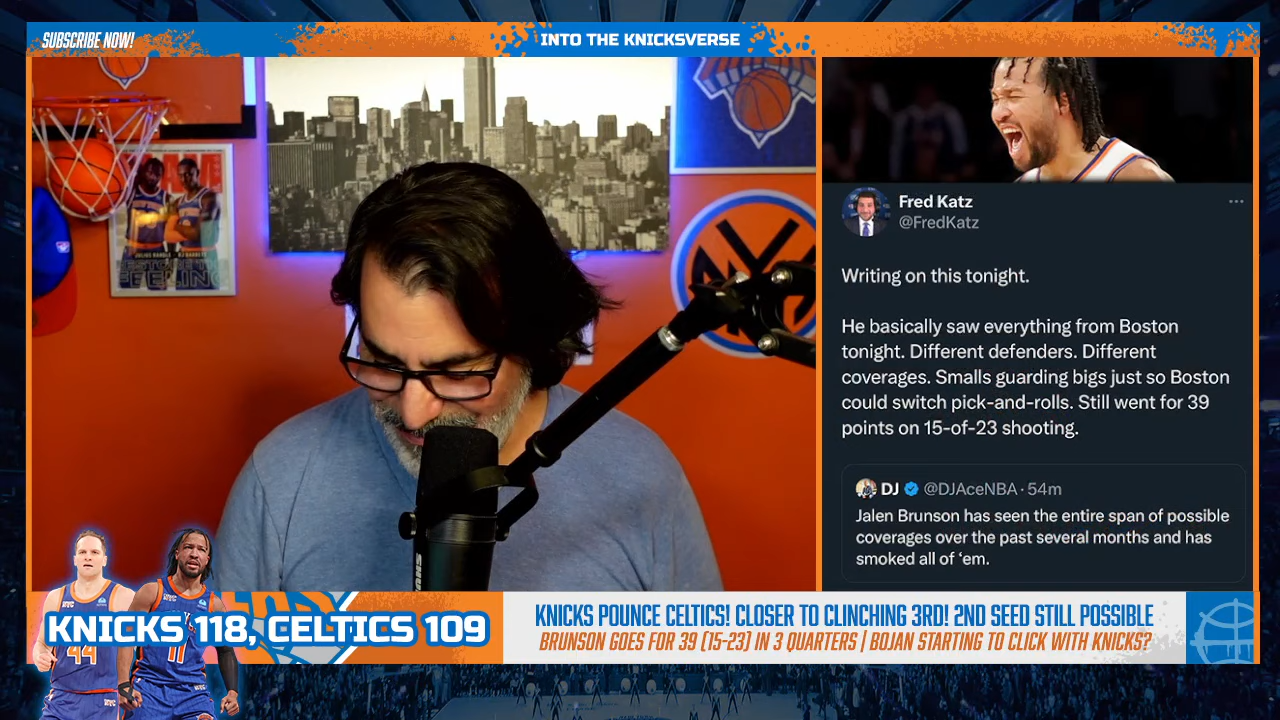 SUBSCRIBE NOW!
INTO THE KNICKSVERSE
Fred Katz
@FredKatz
Writing on this tonight.
He basically saw everything from Boston
tonight. Different defenders. Different
coverages. Smalls guarding bigs just so Boston
could switch pick-and-rolls. Still went for 39
points on 15-of-23 shooting.
DJ @DJAceNBA · 54m
Jalen Brunson has seen the entire span of possible
coverages over the past several months and has
smoked all of ‘em.
KNICKS 118, CELTICS 109
44
11
KNICKS POUNCE CELTICS! CLOSER TO CLINCHING 3RD! 2ND SEED STILL POSSIBLE
BRUNSON GOES FOR 39 (15-23) IN 3 QUARTERS | BOJAN STARTING TO CLICK WITH KNICKS?